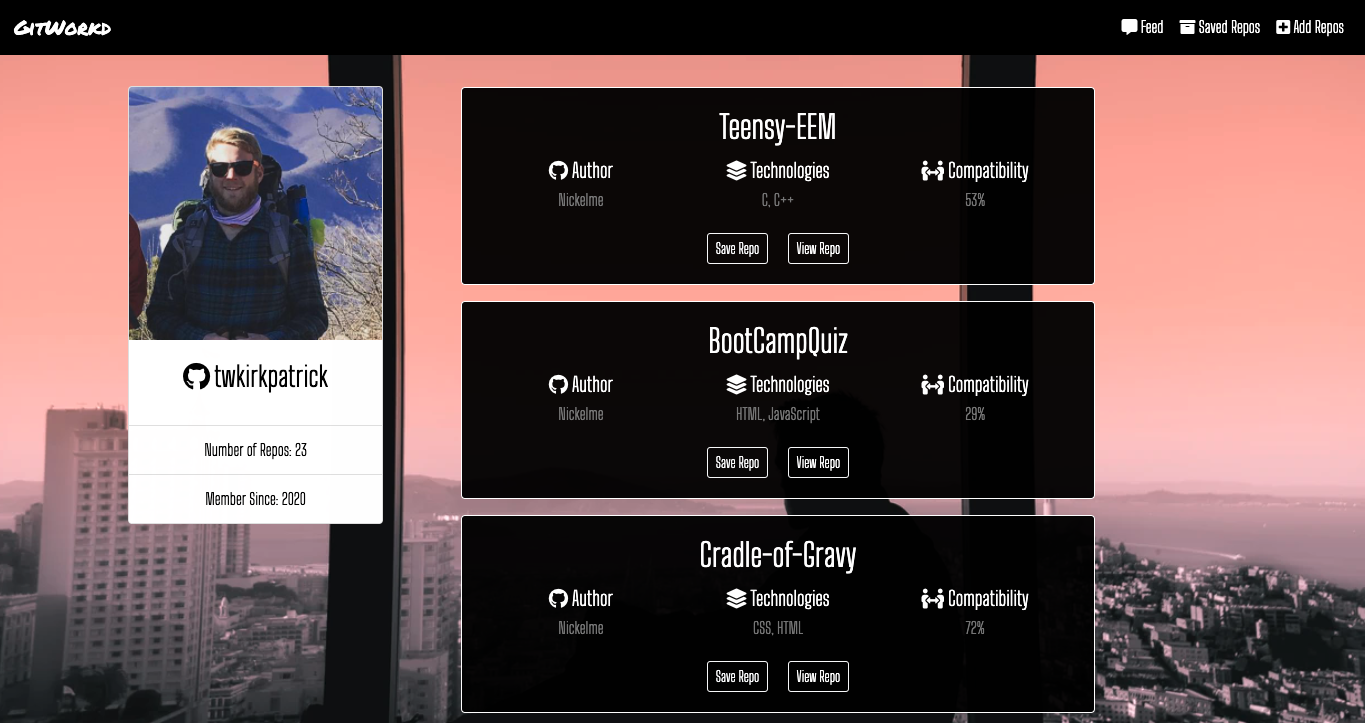 GitWorkd
Feed Saved Repos Add Repos
twkirkpatrick
Number of Repos: 23
Member Since: 2020
Teensy-EEM
Author Technologies Compatibility
Nickelme C, C++ 53%
Save Repo View Repo
BootCampQuiz
Author Technologies Compatibility
Nickelme HTML, JavaScript 29%
Save Repo View Repo
Cradle-of-Gravy
Author Technologies Compatibility
Nickelme CSS, HTML 72%
Save Repo View Repo